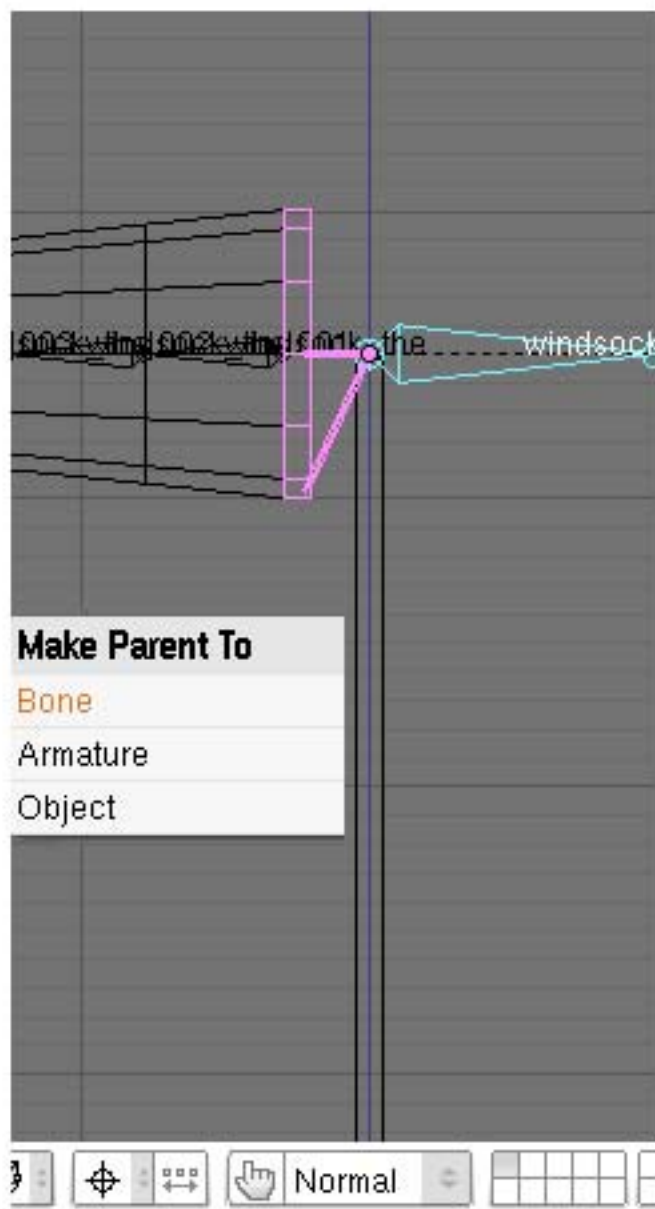 the windsock
Make Parent To
Bone
Armature
Object
Normal